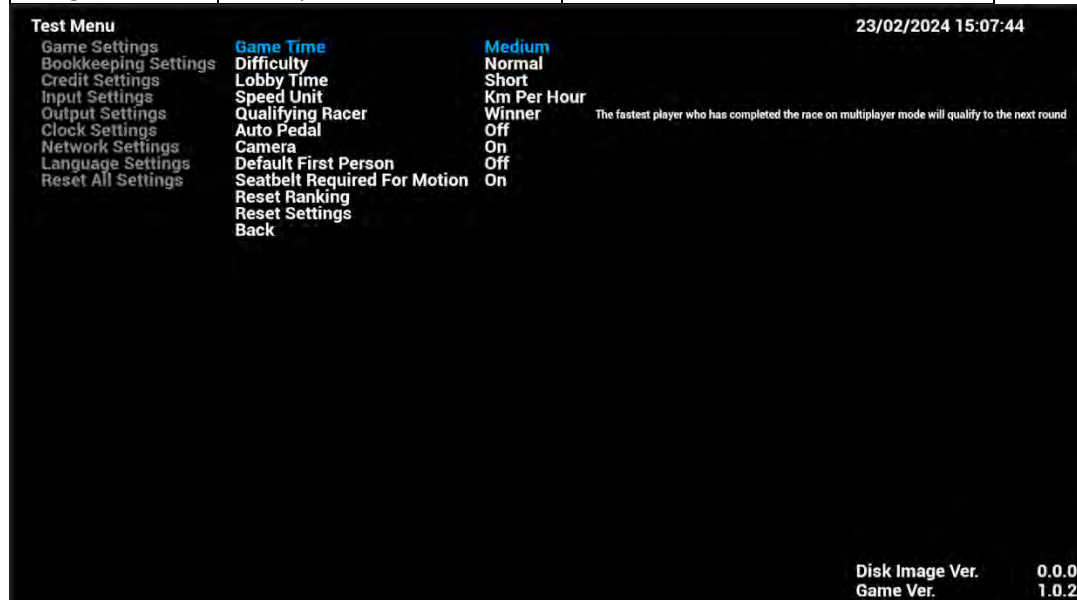 Test Menu 23/02/2024 15:07:44
Game Settings Game Time Medium
Bookkeeping Settings Difficulty Normal
Credit Settings Lobby Time Short
Input Settings Speed Unit Km Per Hour
Output Settings Qualifying Racer Winner The fastest player who has completed the race on multiplayer mode will qualify to the next round
Clock Settings Auto Pedal Off
Network Settings Camera On
Language Settings Default First Person Off
Reset All Settings Seatbelt Required For Motion On
Reset Ranking
Reset Settings
Back
Disk Image Ver. 0.0.0
Game Ver. 1.0.2